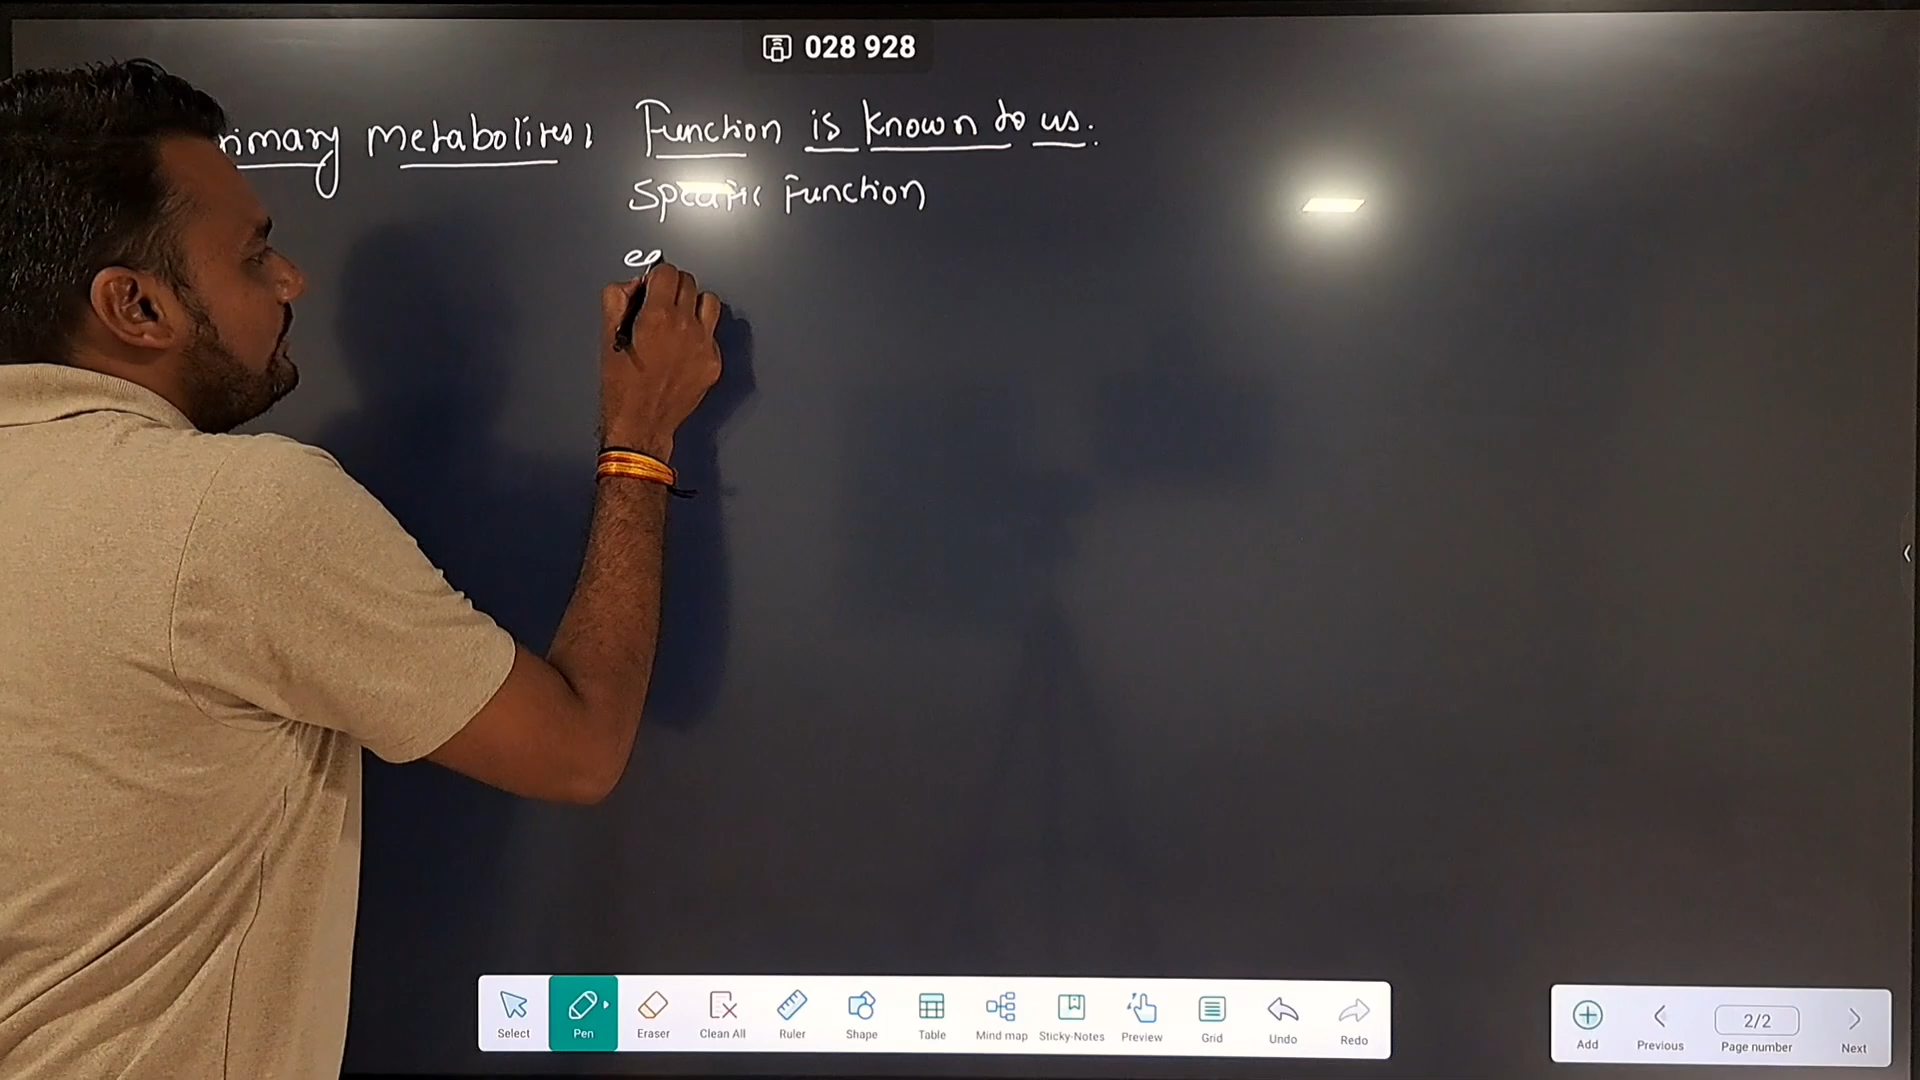 028 928
rimary Metabolites: Function is known to us.
Specific Function
eg
Select Pen Eraser Clean All Ruler Shape Table Mind map Sticky-Notes Preview Grid Undo Redo
2/2
Add Previous Page number Next